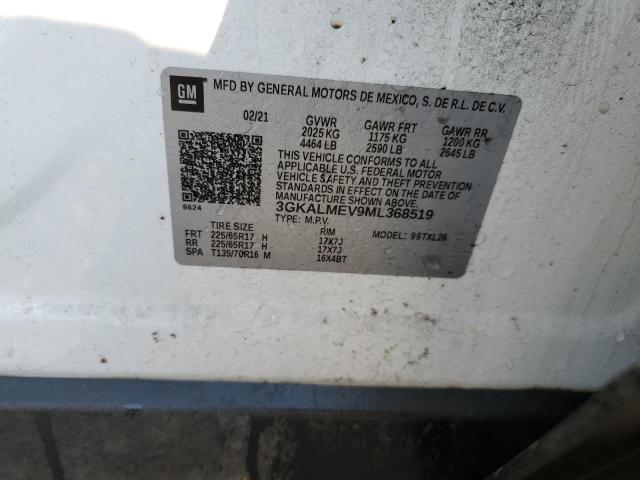 GM
MFD BY GENERAL MOTORS DE MEXICO, S. DE R.L. DE C.V.
02/21 GVWR GAWR FRT GAWR RR
2025 KG 1175 KG 1200 KG
4464 LB 2590 LB 2645 LB
THIS VEHICLE CONFORMS TO ALL
APPLICABLE U.S. FEDERAL MOTOR
VEHICLE SAFETY AND THEFT PREVENTION
STANDARDS IN EFFECT ON THE DATE OF
MANUFACTURE SHOWN ABOVE.
8624 3GKALMEV9ML368519
TYPE: M.P.V. MODEL: 99TXL26
TIRE SIZE RIM
FRT 225/65R17 H 17X7J
RR 225/65R17 H 17X7J
SPA T135/70R16 M 16X4BT